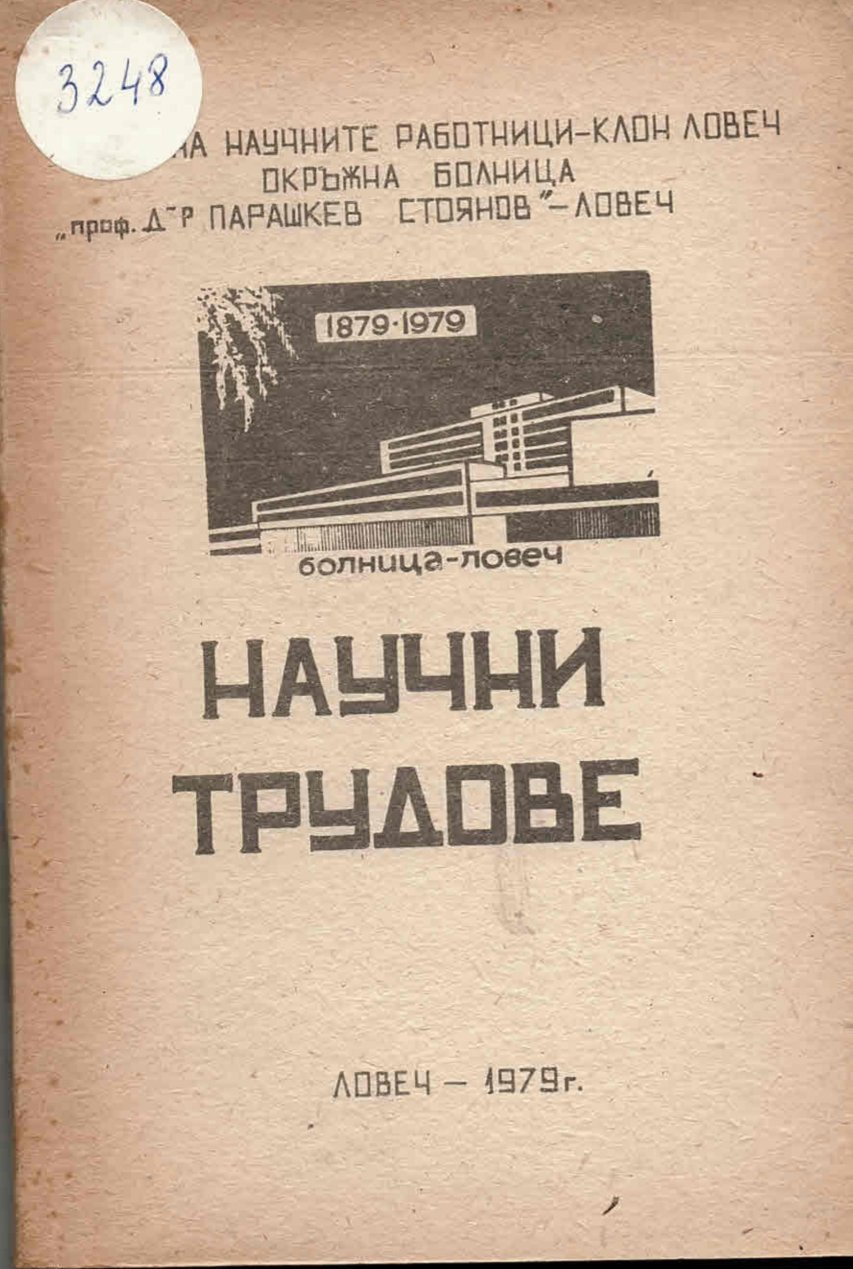 3248
НА НАУЧНИТЕ РАБОТНИЦИ-КЛОН ЛОВЕЧ
ОКРЪЖНА БОЛНИЦА
„проф. Д-Р ПАРАШКЕВ СТОЯНОВ"-ЛОВЕЧ
1879·1979
болница-ловеч
НАУЧНИ
ТРУДОВЕ
ЛОВЕЧ - 1979г.